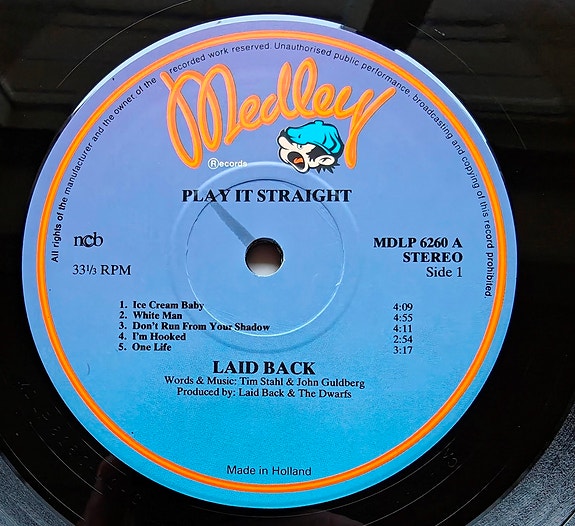 All rights of the manufacturer and the owner of the recorded work reserved. Unauthorised public performance, broadcasting and copying of this record prohibited.
Medley
Records
PLAY IT STRAIGHT
ncb
MDLP 6260 A
STEREO
33⅓ RPM
Side 1
1. Ice Cream Baby 4:09
2. White Man 4:55
3. Don't Run From Your Shadow 4:11
4. I'm Hooked 2:54
5. One Life 3:17
LAID BACK
Words & Music: Tim Stahl & John Guldberg
Produced by: Laid Back & The Dwarfs
Made in Holland